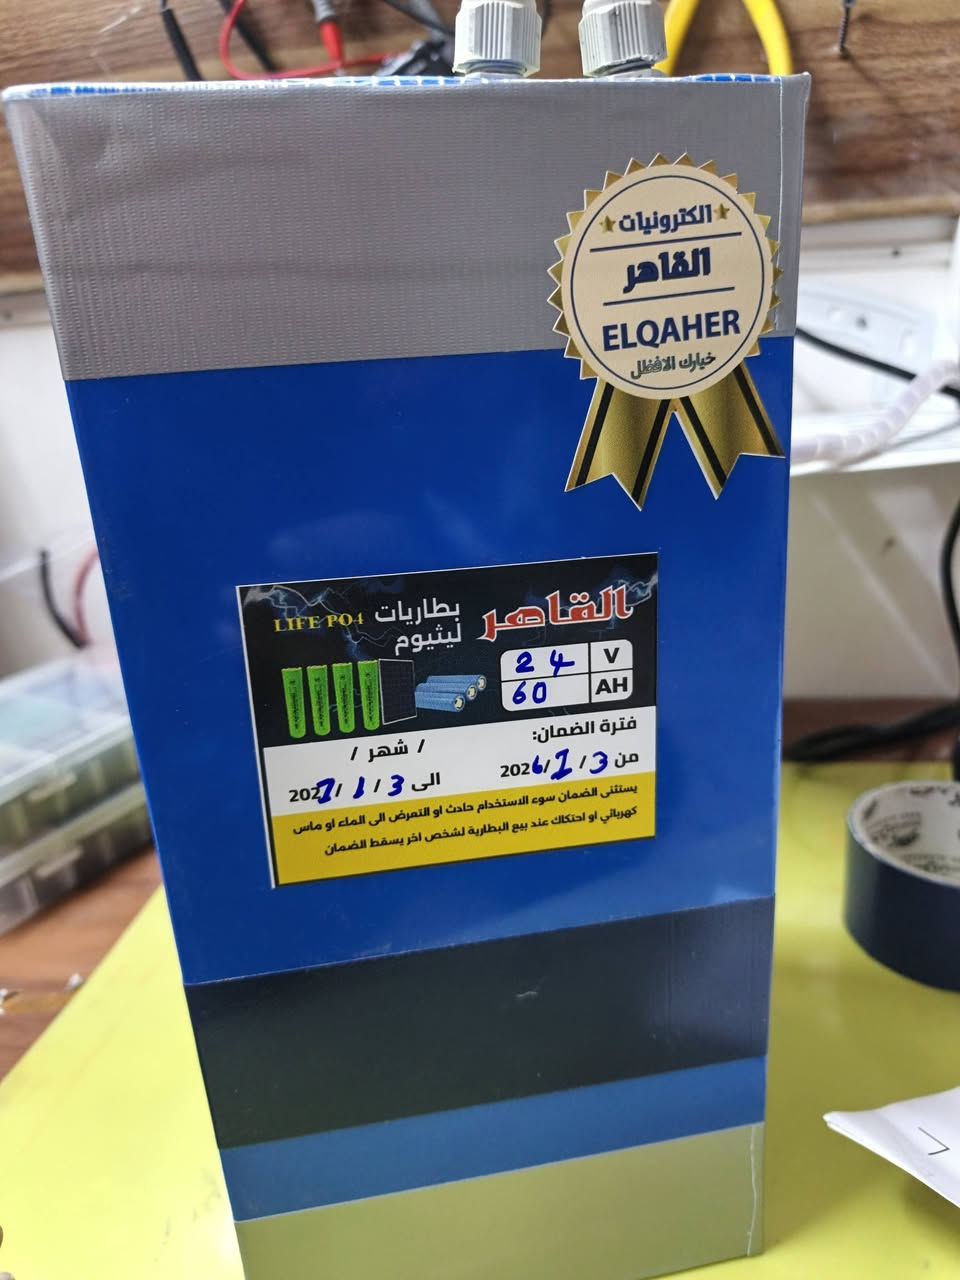 الكترونيات
القاهر
ELQAHER
خيارك الافضل
القاهر
بطاريات
ليثيوم
LIFE PO4
24 V
60 AH
فترة الضمان:
/ شهر /
من 3 / 1 / 2026
الى 3 / 1 / 2027
يستثنى الضمان سوء الاستخدام حادث او التعرض الى الماء او ماس
كهربائي او احتكاك عند بيع البطارية لشخص اخر يسقط الضمان